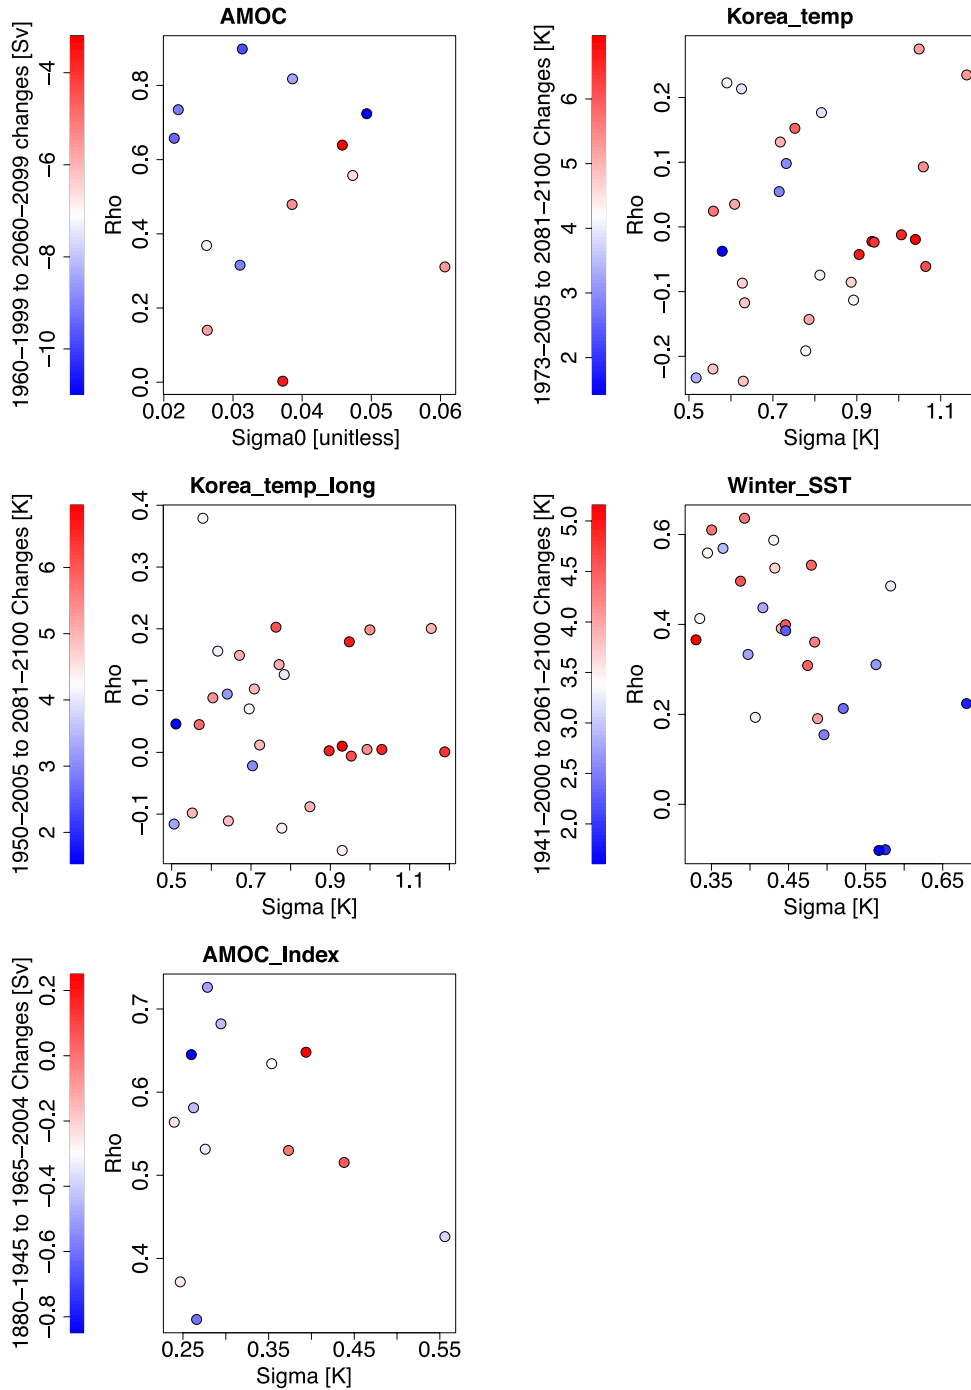 AMOC
1960−1999 to 2060−2099 changes [Sv]
−10 −8 −6 −4
Rho
0.0 0.2 0.4 0.6 0.8
0.02 0.03 0.04 0.05 0.06
Sigma0 [unitless]
Korea_temp
1973−2005 to 2081−2100 Changes [K]
2 3 4 5 6
Rho
−0.2 −0.1 0.0 0.1 0.2
0.5 0.7 0.9 1.1
Sigma [K]
Korea_temp_long
1950−2005 to 2081−2100 Changes [K]
2 3 4 5 6
Rho
−0.1 0.0 0.1 0.2 0.3 0.4
0.5 0.7 0.9 1.1
Sigma [K]
Winter_SST
1941−2000 to 2061−2100 Changes [K]
2.0 2.5 3.0 3.5 4.0 4.5 5.0
Rho
0.0 0.2 0.4 0.6
0.35 0.45 0.55 0.65
Sigma [K]
AMOC_Index
1880−1945 to 1965−2004 Changes [Sv]
−0.8 −0.6 −0.4 −0.2 0.0 0.2
Rho
0.4 0.5 0.6 0.7
0.25 0.35 0.45 0.55
Sigma [K]